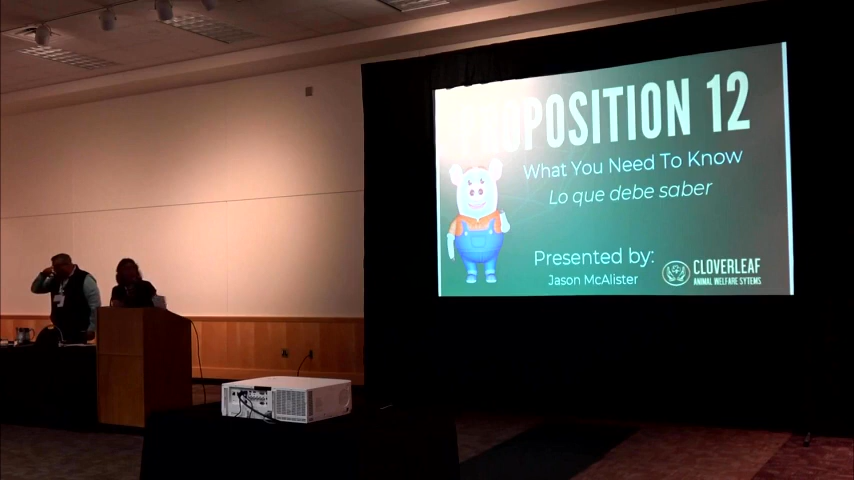 PROPOSITION 12
What You Need To Know
Lo que debe saber
Presented by:
Jason McAlister
CLOVERLEAF
ANIMAL WELFARE SYTEMS